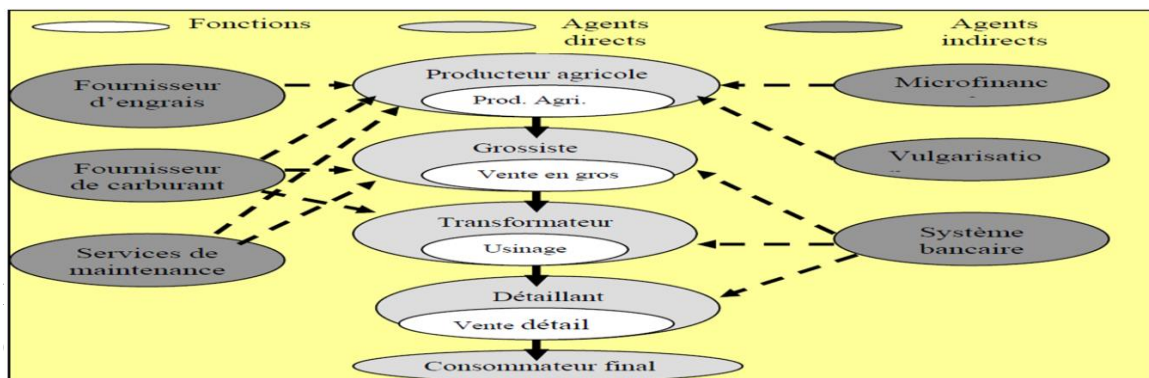 Fonctions
Agents
directs
Agents
indirects
Fournisseur
d'engrais
Producteur agricole
Prod. Agri.
Microfinanc
Grossiste
Vente en gros
Fournisseur
de carburant
Vulgarisatio
Transformateur
Usinage
Services de
maintenance
Système
bancaire
Détaillant
Vente détail
Consommateur final